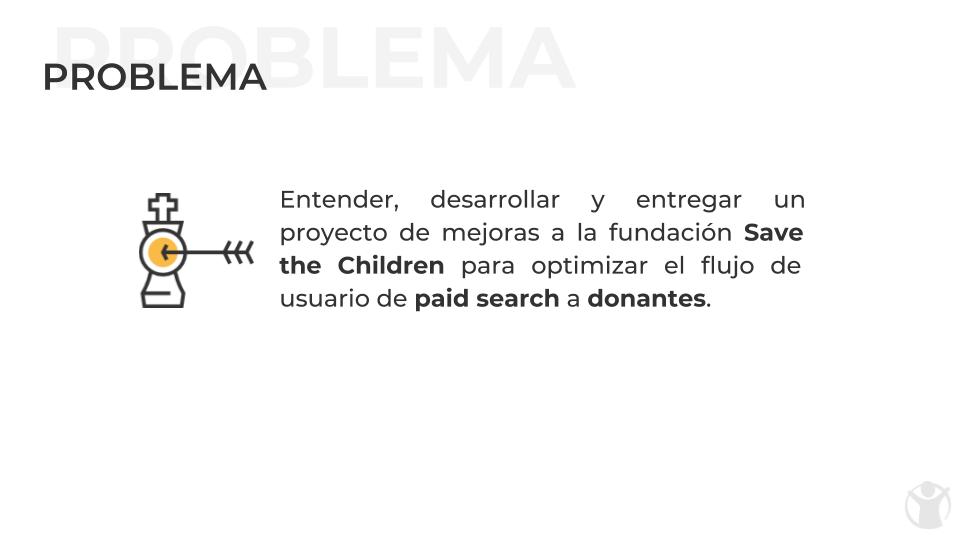 PROBLEMA
PROBLEMA
Entender, desarrollar y entregar un
proyecto de mejoras a la fundación Save
the Children para optimizar el flujo de
usuario de paid search a donantes.